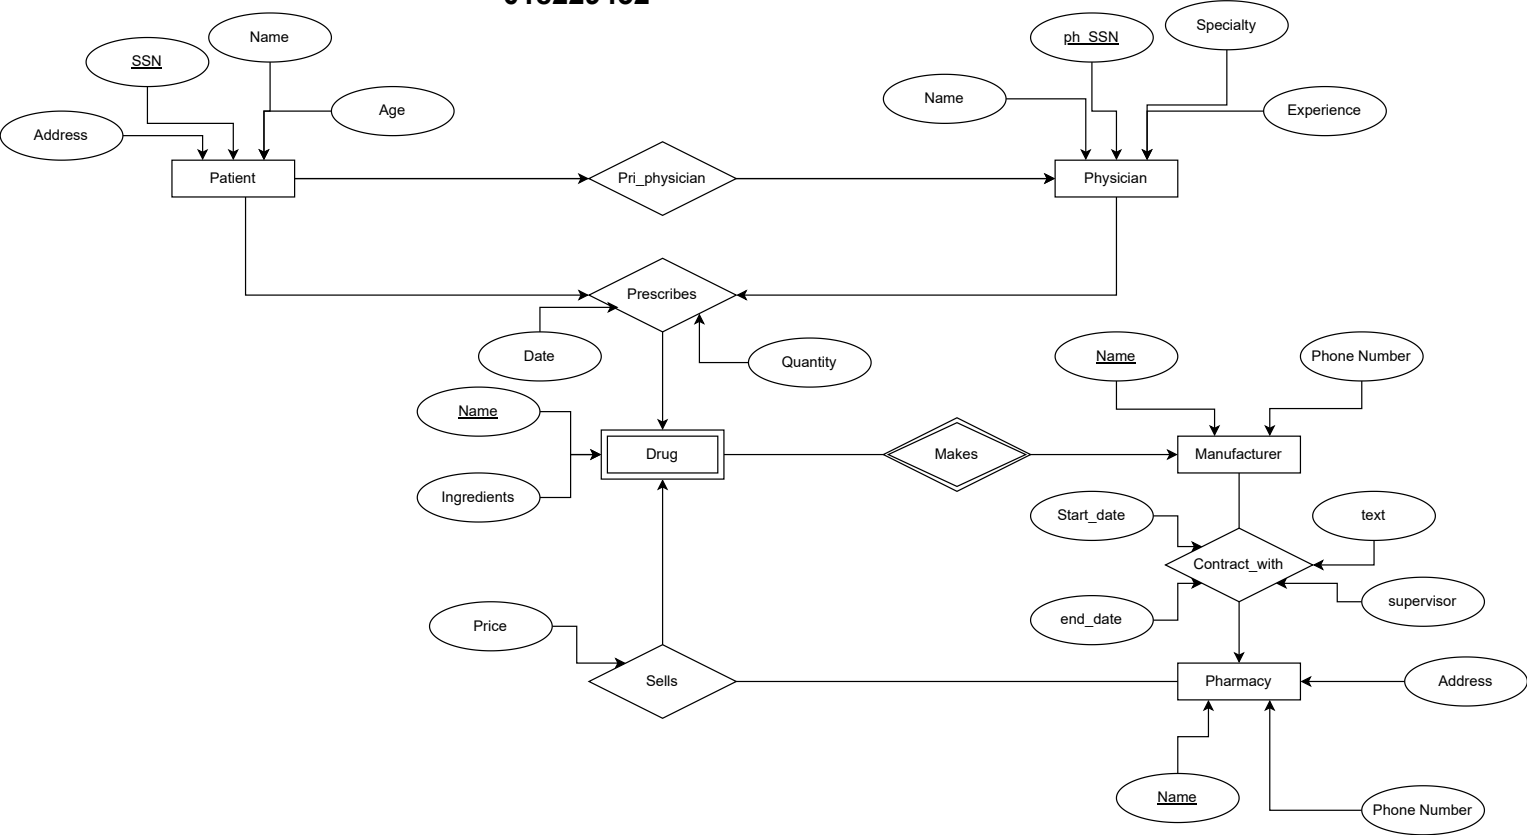 Specialty
Name
ph_SSN
SSN
Name
Age
Experience
Address
Patient
Pri_physician
Physician
Prescribes
Date
Quantity
Name
Phone Number
Name
Drug
Makes
Manufacturer
Ingredients
Start_date
text
Contract_with
supervisor
end_date
Price
Sells
Pharmacy
Address
Name
Phone Number